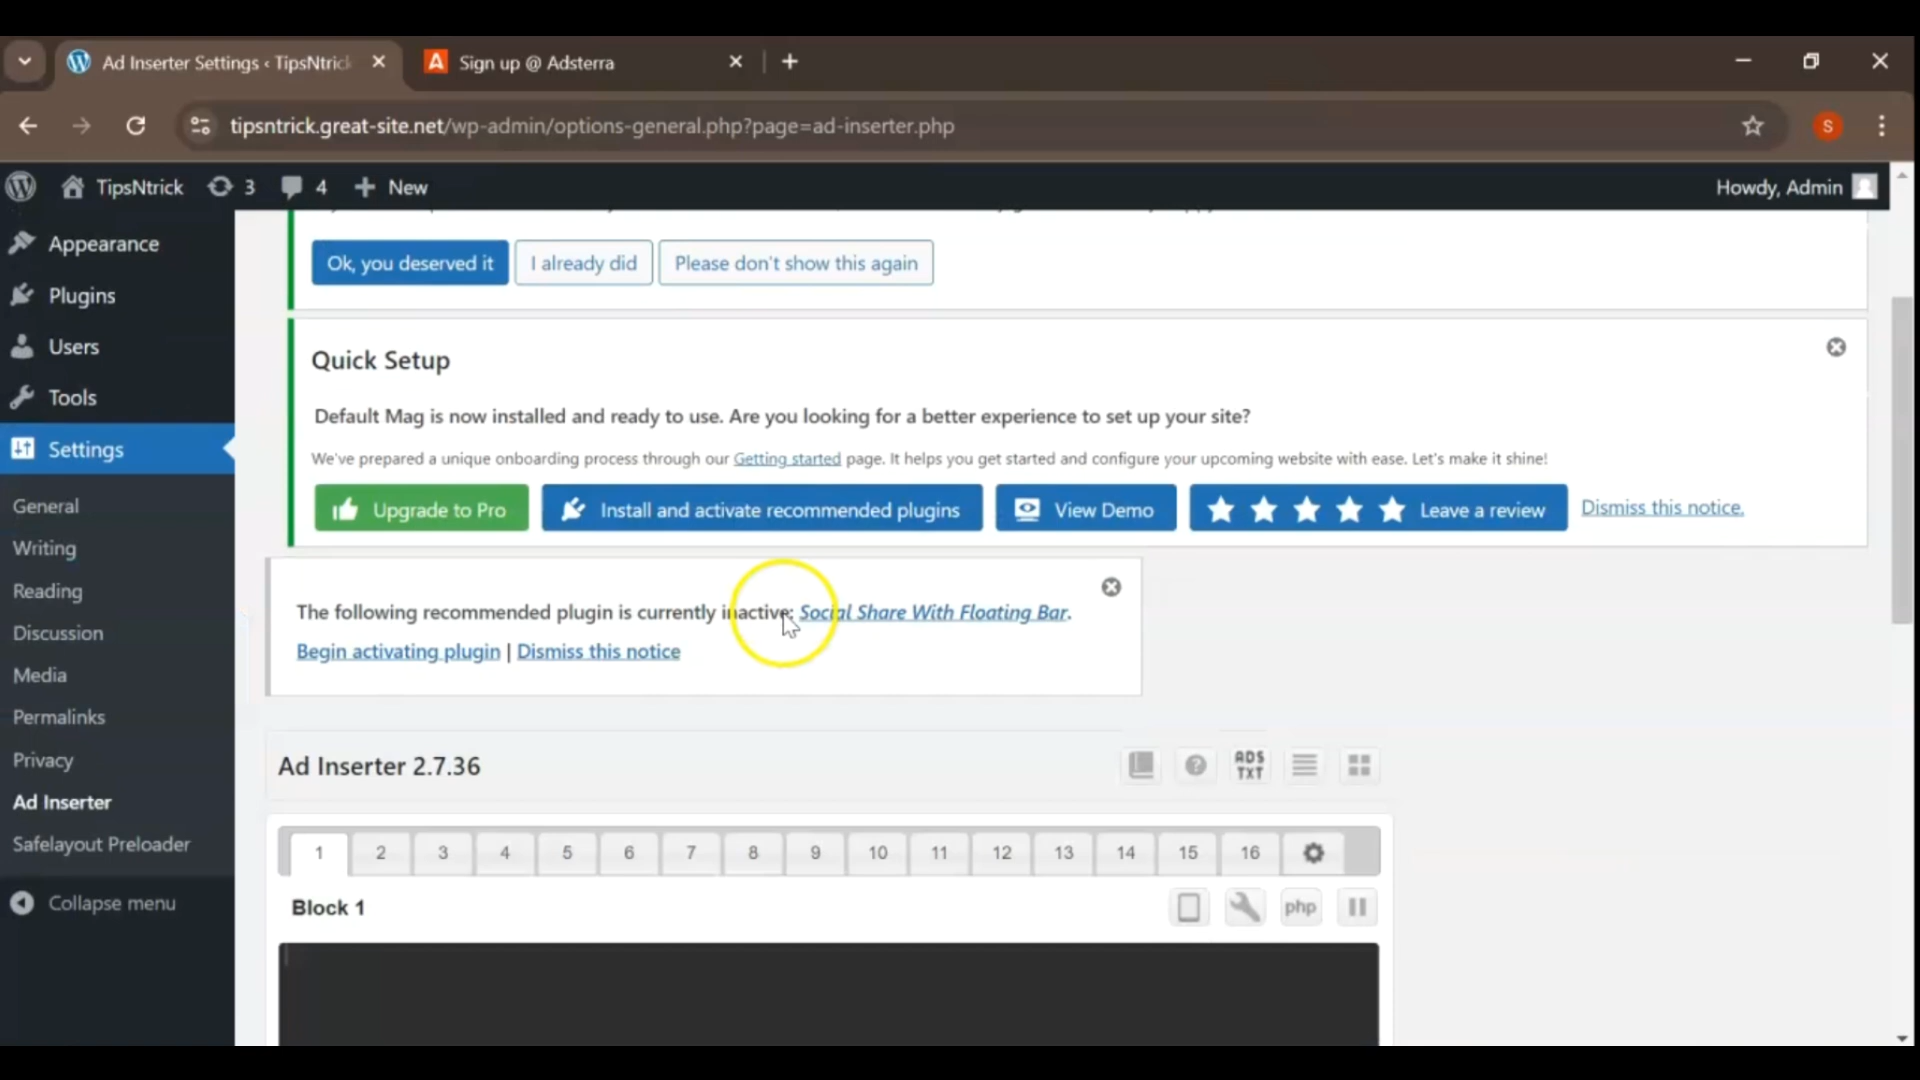 Ad Inserter Settings ‹ TipsNtrick
Sign up @ Adsterra
tipsntrick.great-site.net/wp-admin/options-general.php?page=ad-inserter.php
S
TipsNtrick
3
4
New
Howdy, Admin
Appearance
Plugins
Users
Tools
Settings
General
Writing
Reading
Discussion
Media
Permalinks
Privacy
Ad Inserter
Safelayout Preloader
Collapse menu
Ok, you deserved it
I already did
Please don't show this again
Quick Setup
Default Mag is now installed and ready to use. Are you looking for a better experience to set up your site?
We've prepared a unique onboarding process through our Getting started page. It helps you get started and configure your upcoming website with ease. Let's make it shine!
Upgrade to Pro
Install and activate recommended plugins
View Demo
Leave a review
Dismiss this notice.
The following recommended plugin is currently inactive: Social Share With Floating Bar.
Begin activating plugin | Dismiss this notice
Ad Inserter 2.7.36
ADS
TXT
1 2 3 4 5 6 7 8 9 10 11 12 13 14 15 16
Block 1
php